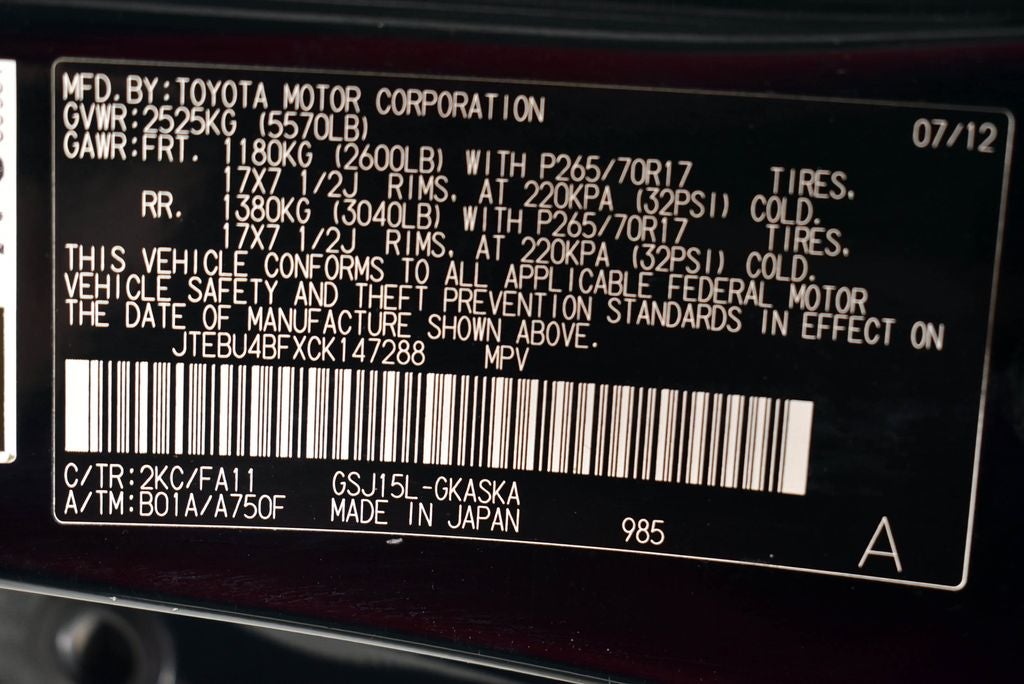 MFD. BY: TOYOTA MOTOR CORPORATION 07/12
GVWR: 2525KG (5570LB)
GAWR: FRT. 1180KG (2600LB) WITH P265/70R17 TIRES.
17X7 1/2J RIMS, AT 220KPA (32PSI) COLD.
RR. 1380KG (3040LB) WITH P265/70R17 TIRES.
17X7 1/2J RIMS, AT 220KPA (32PSI) COLD.
THIS VEHICLE CONFORMS TO ALL APPLICABLE FEDERAL MOTOR
VEHICLE SAFETY AND THEFT PREVENTION STANDARDS IN EFFECT ON
THE DATE OF MANUFACTURE SHOWN ABOVE.
JTEBU4BFXCK147288 MPV
C/TR: 2KC/FA11 GSJ15L-GKASKA
A/TM: B01A/A750F MADE IN JAPAN 985 A